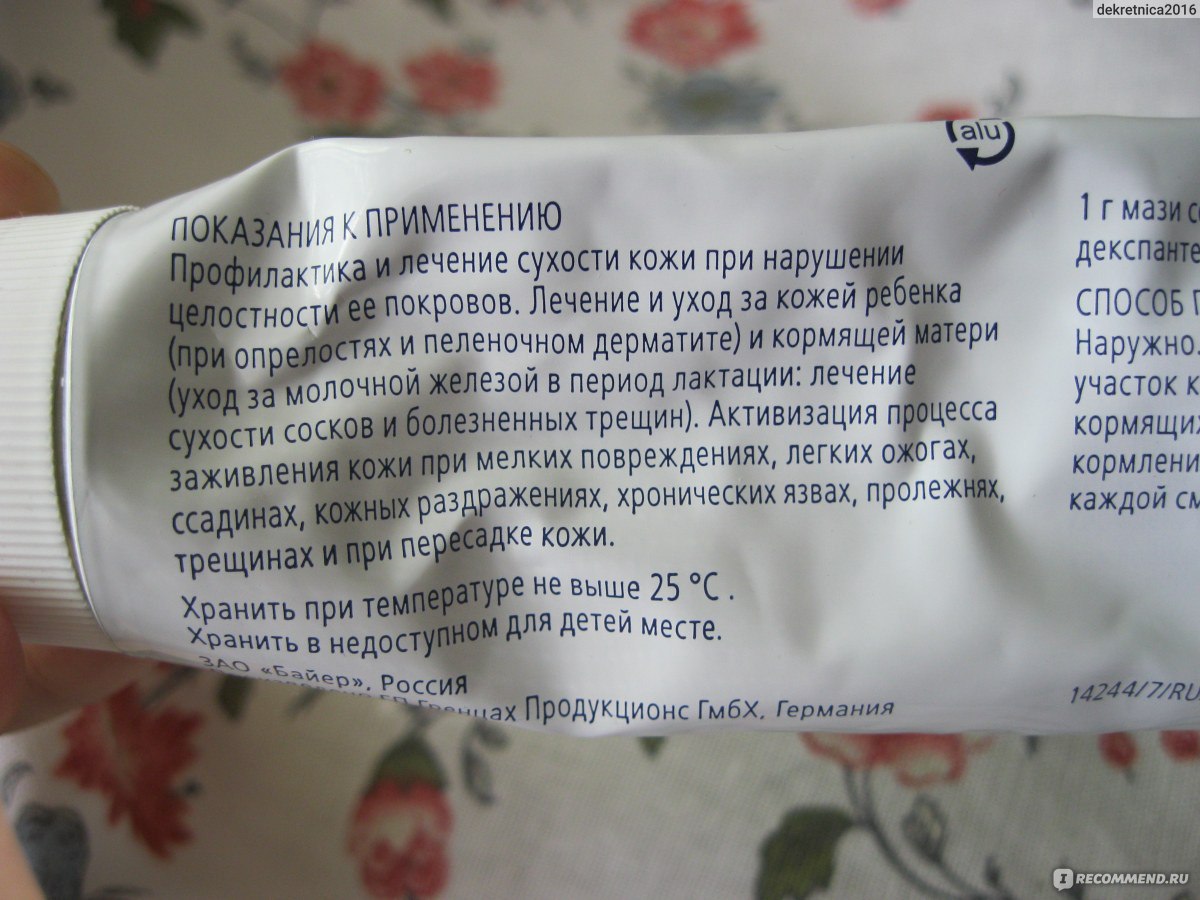 dekretnica2016
alu
ПОКАЗАНИЯ К ПРИМЕНЕНИЮ
Профилактика и лечение сухости кожи при нарушении
целостности ее покровов. Лечение и уход за кожей ребенка
(при опрелостях и пеленочном дерматите) и кормящей матери
(уход за молочной железой в период лактации: лечение
сухости сосков и болезненных трещин). Активизация процесса
заживления кожи при мелких повреждениях, легких ожогах,
ссадинах, кожных раздражениях, хронических язвах, пролежнях,
трещинах и при пересадке кожи.
Хранить при температуре не выше 25 °C .
Хранить в недоступном для детей месте.
ЗАО «Байер», Россия
ГП Гренцах Продукционс ГмбХ, Германия
1 г мази
СПОСОБ
Наружно.
участок
каждой
14244/7/RU
IRECOMMEND.RU